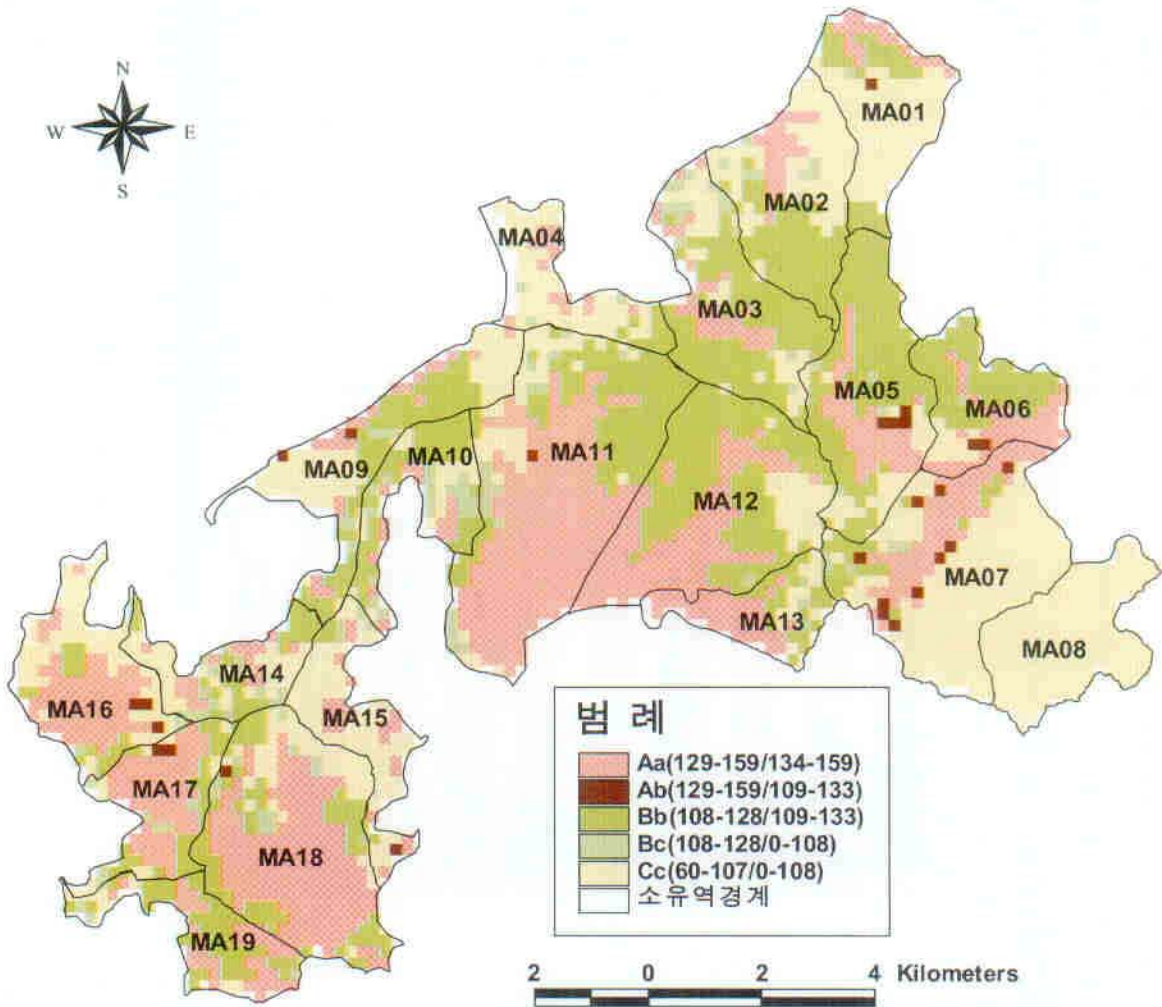 N
W E
S
MA01
MA02
MA04
MA03
MA05
MA06
MA11
MA10
MA09
MA12
MA07
MA13
MA08
MA14
MA16
MA15
MA17
MA18
MA19
범 례
Aa(129-159/134-159)
Ab(129-159/109-133)
Bb(108-128/109-133)
Bc(108-128/0-108)
Cc(60-107/0-108)
소유역경계
2 0 2 4 Kilometers